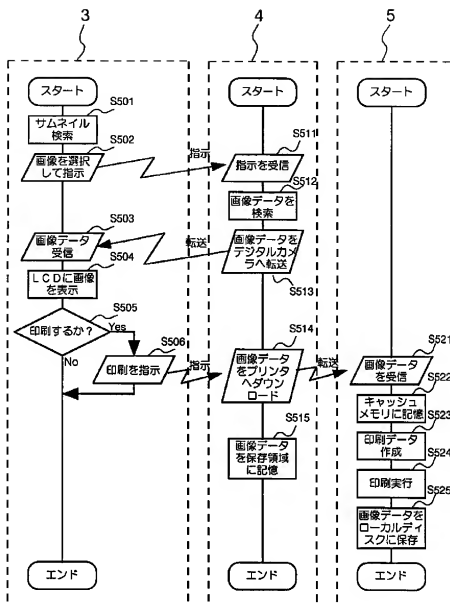 3
4
5
スタート
S501
サムネイル
検索
S502
画像を選択
して指示
指示
S503
画像データ
受信
S504
LCDに画像
を表示
S505
印刷するか?
Yes
No
S506
印刷を指示
指示
エンド
スタート
S511
指示を受信
S512
画像データを
検索
転送
画像データを
デジタルカメ
ラへ転送
S513
S514
画像データ
をプリンタ
へダウン
ロード
転送
S515
画像データ
を保存領域
に記憶
エンド
スタート
S521
画像データ
を受信
S522
キャッシュ
メモリに記憶
S523
印刷データ
作成
S524
印刷実行
S525
画像データを
ローカルディ
スクに保存
エンド